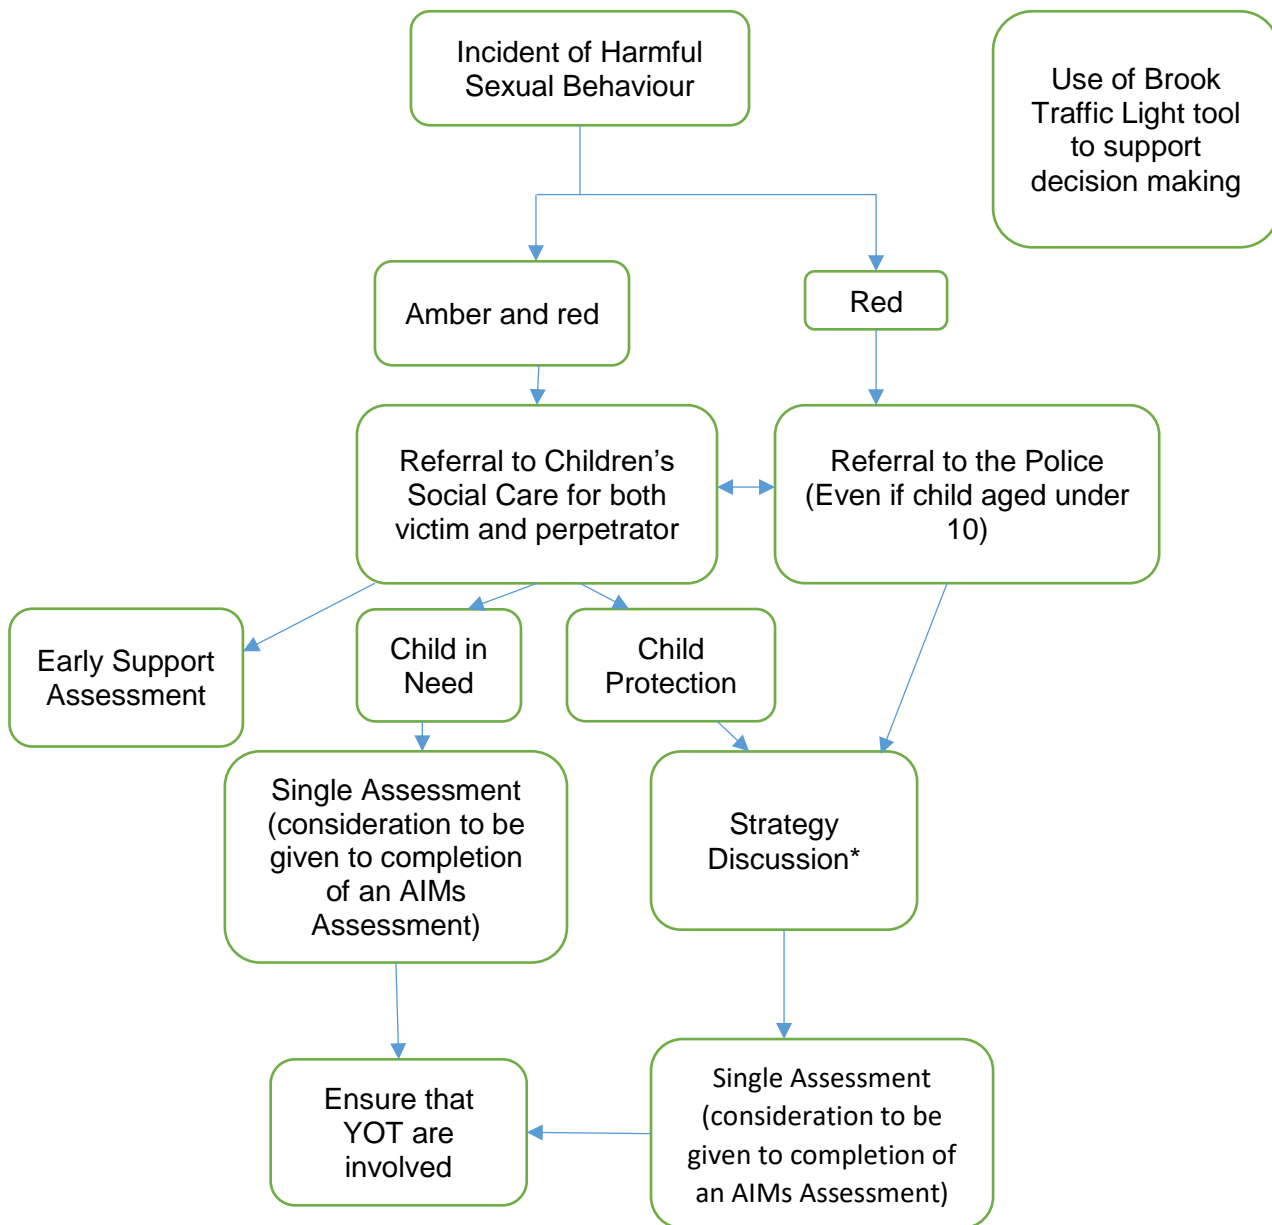 Incident of Harmful
Sexual Behaviour
Use of Brook
Traffic Light tool
to support
decision making
Amber and red
Red
Referral to Children’s
Social Care for both
victim and perpetrator
Referral to the Police
(Even if child aged under
10)
Early Support
Assessment
Child in
Need
Child
Protection
Single Assessment
(consideration to be
given to completion
of an AIMs
Assessment)
Strategy
Discussion*
Ensure that
YOT are
involved
Single Assessment
(consideration to be
given to completion of
an AIMs Assessment)